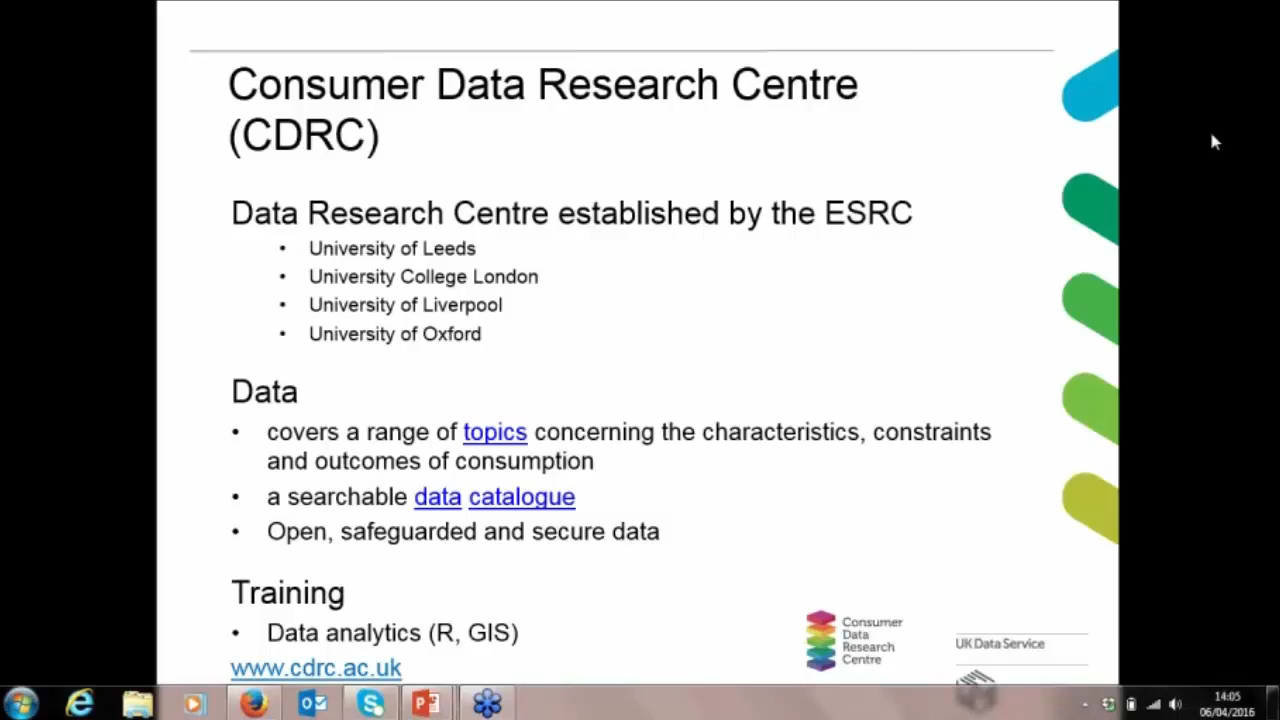 Consumer Data Research Centre
(CDRC)
Data Research Centre established by the ESRC
• University of Leeds
• University College London
• University of Liverpool
• University of Oxford
Data
• covers a range of topics concerning the characteristics, constraints
and outcomes of consumption
• a searchable data catalogue
• Open, safeguarded and secure data
Training
• Data analytics (R, GIS)
www.cdrc.ac.uk
Consumer
Data
Research
Centre
UK Data Service
14:05
06/04/2016